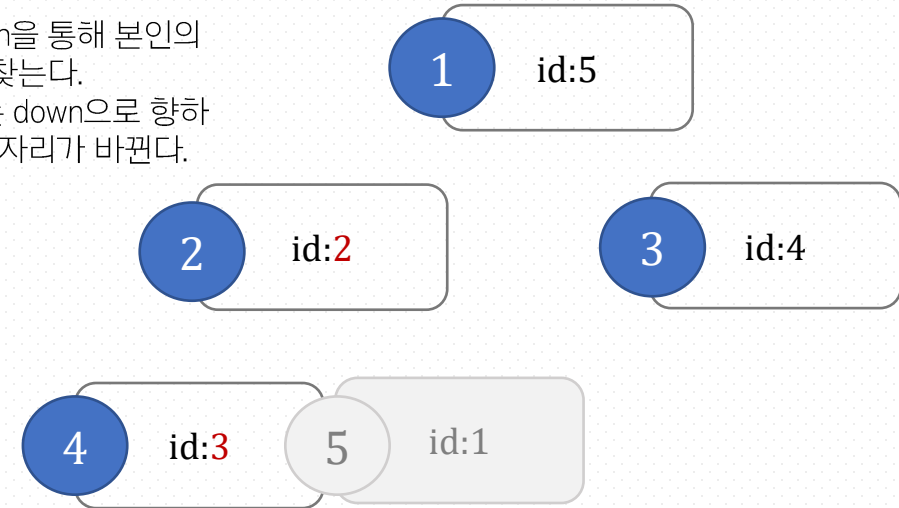 을 통해 본인의
찾는다.
down으로 향하
자리가 바뀐다.
1 id:5
2 id:2
3 id:4
4 id:3
5 id:1